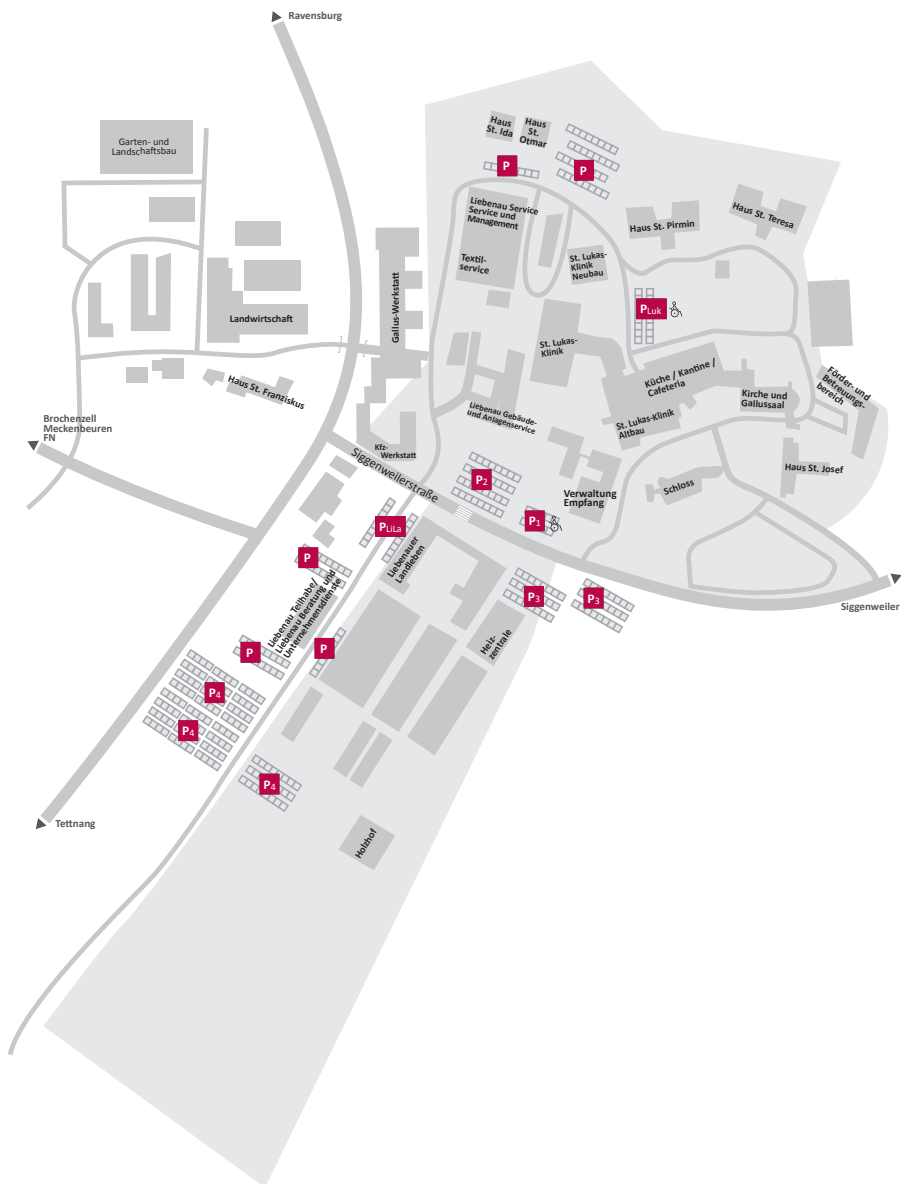 Ravensburg
Garten- und
Landschaftsbau
Haus
St. Ida
Haus
St.
Otmar
P
P
Liebenau Service
Service und
Management
Textil-
service
St. Lukas-
Klinik
Neubau
Haus St. Pirmin
Haus St. Teresa
PLuk
Gallus-Werkstatt
Landwirtschaft
St. Lukas-
Klinik
Küche / Kantine /
Cafeteria
Kirche und
Gallussaal
Förder- und
Betreuungs-
bereich
Haus St. Franziskus
Liebenau Gebäude-
und Anlagenservice
St. Lukas-Klinik
Altbau
Brochenzell
Meckenbeuren
FN
Kfz-
Werkstatt
Siggenweilerstraße
P2
Haus St. Josef
Schloss
Verwaltung
Empfang
P1
PLiLa
Liebenauer
Landleben
P
Liebenau Teilhabe/
Liebenau Beratung und
Unternehmensdienste
P3
P3
Siggenweiler
Heiz-
zentrale
P
P
P4
P4
P4
Tettnang
Holzhof